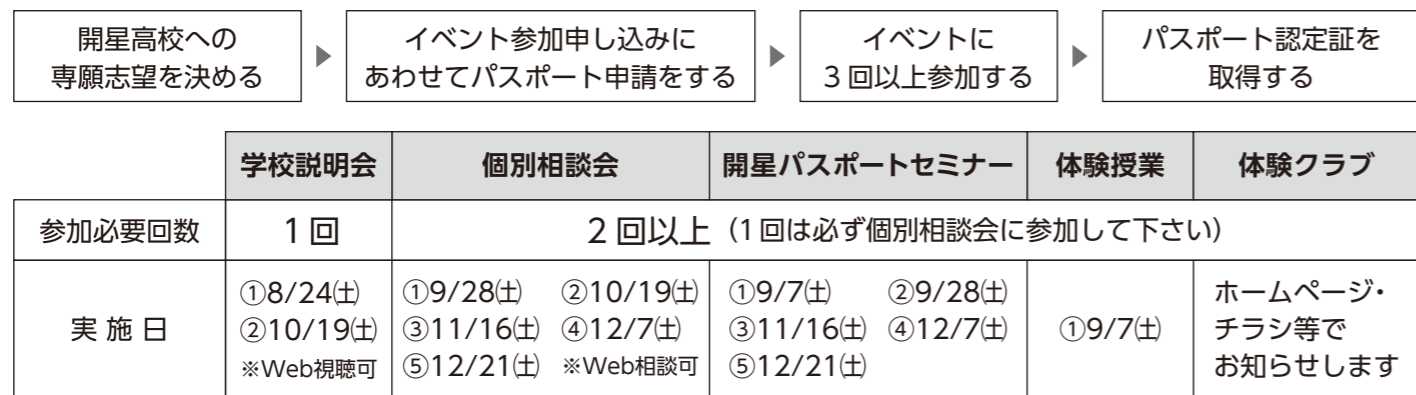 開星高校への
専願志望を決める
▶
イベント参加申し込みに
あわせてパスポート申請をする
▶
イベントに
3回以上参加する
▶
パスポート認定証を
取得する
学校説明会 個別相談会 開星パスポートセミナー 体験授業 体験クラブ
参加必要回数 1回 2回以上(1回は必ず個別相談会に参加して下さい)
実施日
①8/24㈯
②10/19㈯
※Web視聴可
①9/28㈯ ②10/19㈯
③11/16㈯ ④12/7㈯
⑤12/21㈯ ※Web相談可
①9/7㈯ ②9/28㈯
③11/16㈯ ④12/7㈯
⑤12/21㈯
①9/7㈯
ホームページ・
チラシ等で
お知らせします